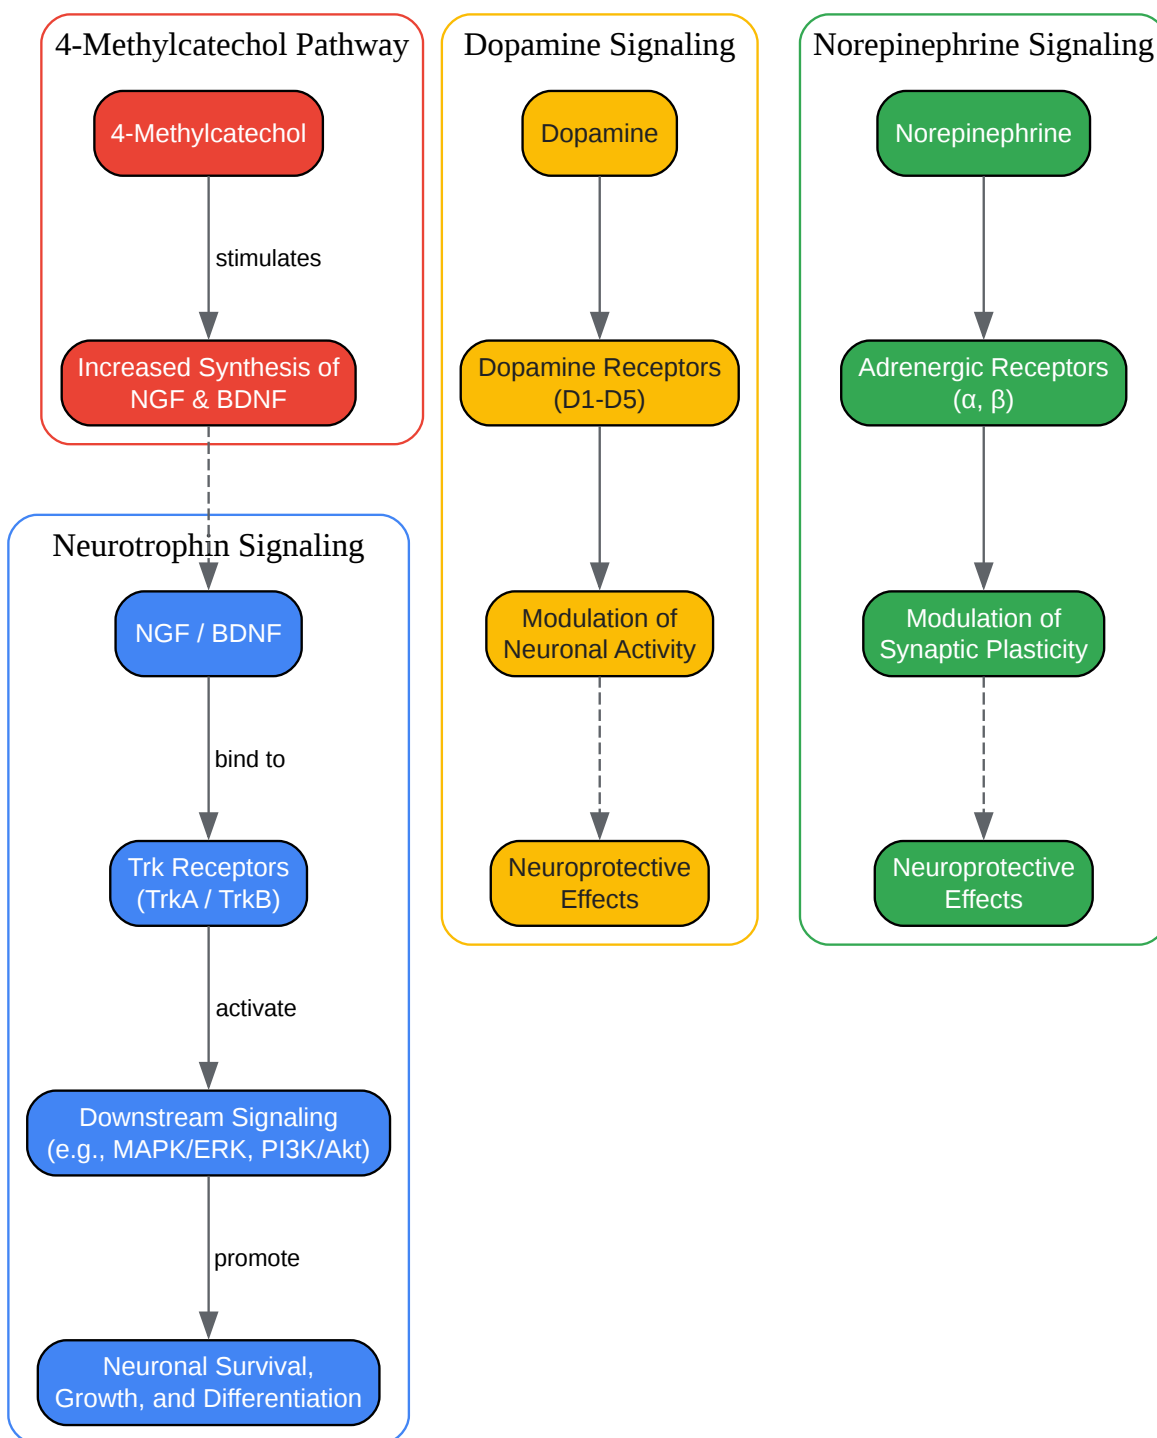 4-Methylcatechol Pathway
4-Methylcatechol
stimulates
Increased Synthesis of
NGF & BDNF
Neurotrophin Signaling
NGF / BDNF
bind to
Trk Receptors
(TrkA / TrkB)
activate
Downstream Signaling
(e.g., MAPK/ERK, PI3K/Akt)
promote
Neuronal Survival,
Growth, and Differentiation
Dopamine Signaling
Dopamine
Dopamine Receptors
(D1-D5)
Modulation of
Neuronal Activity
Neuroprotective
Effects
Norepinephrine Signaling
Norepinephrine
Adrenergic Receptors
(α, β)
Modulation of
Synaptic Plasticity
Neuroprotective
Effects